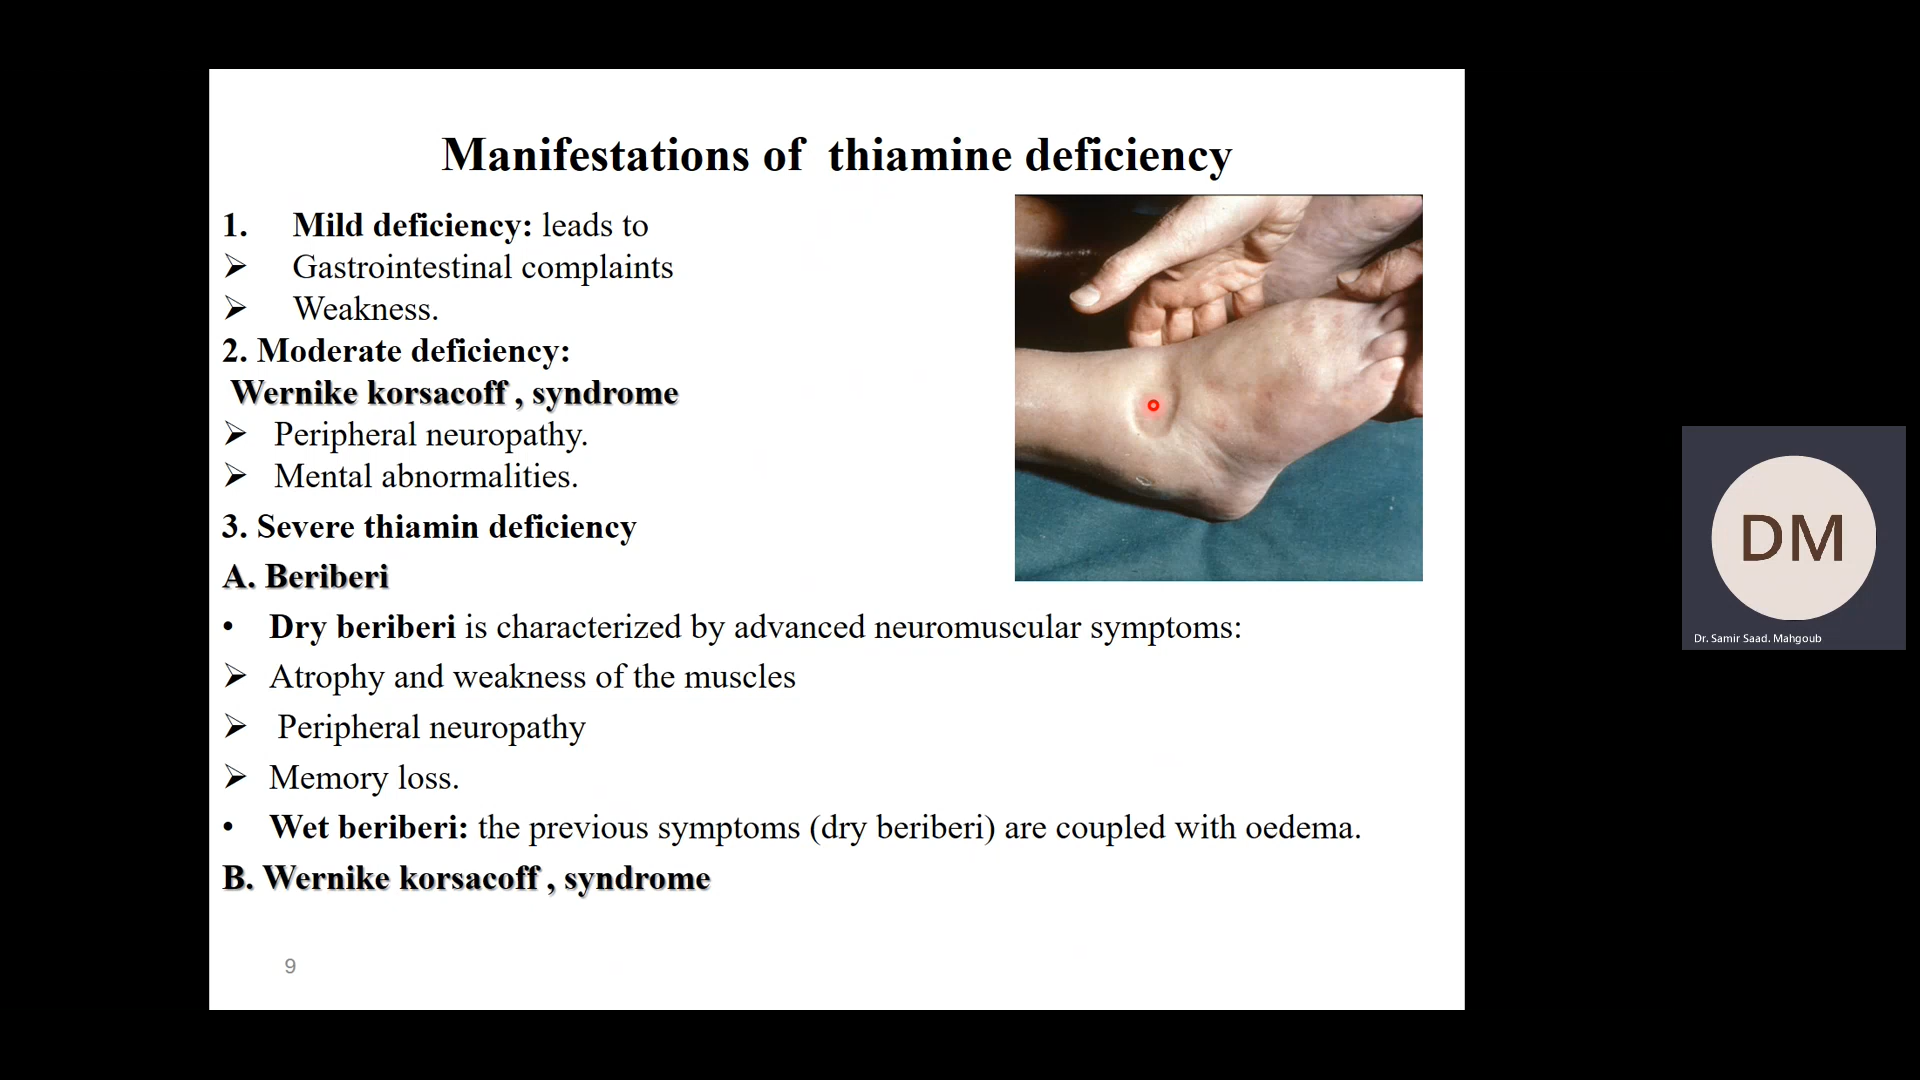 Manifestations of thiamine deficiency
1. Mild deficiency: leads to
➢ Gastrointestinal complaints
➢ Weakness.
2. Moderate deficiency:
Wernike korsacoff , syndrome
➢ Peripheral neuropathy.
➢ Mental abnormalities.
3. Severe thiamin deficiency
A. Beriberi
• Dry beriberi is characterized by advanced neuromuscular symptoms:
➢ Atrophy and weakness of the muscles
➢ Peripheral neuropathy
➢ Memory loss.
• Wet beriberi: the previous symptoms (dry beriberi) are coupled with oedema.
B. Wernike korsacoff , syndrome
9
DM
Dr. Samir Saad. Mahgoub